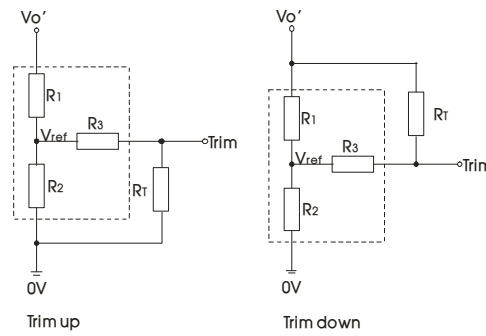 Vo'
R1
Vref
R3
Trim
R2
RT
0V
Trim up
Vo'
R1
RT
Vref
R3
Trim
R2
0V
Trim down